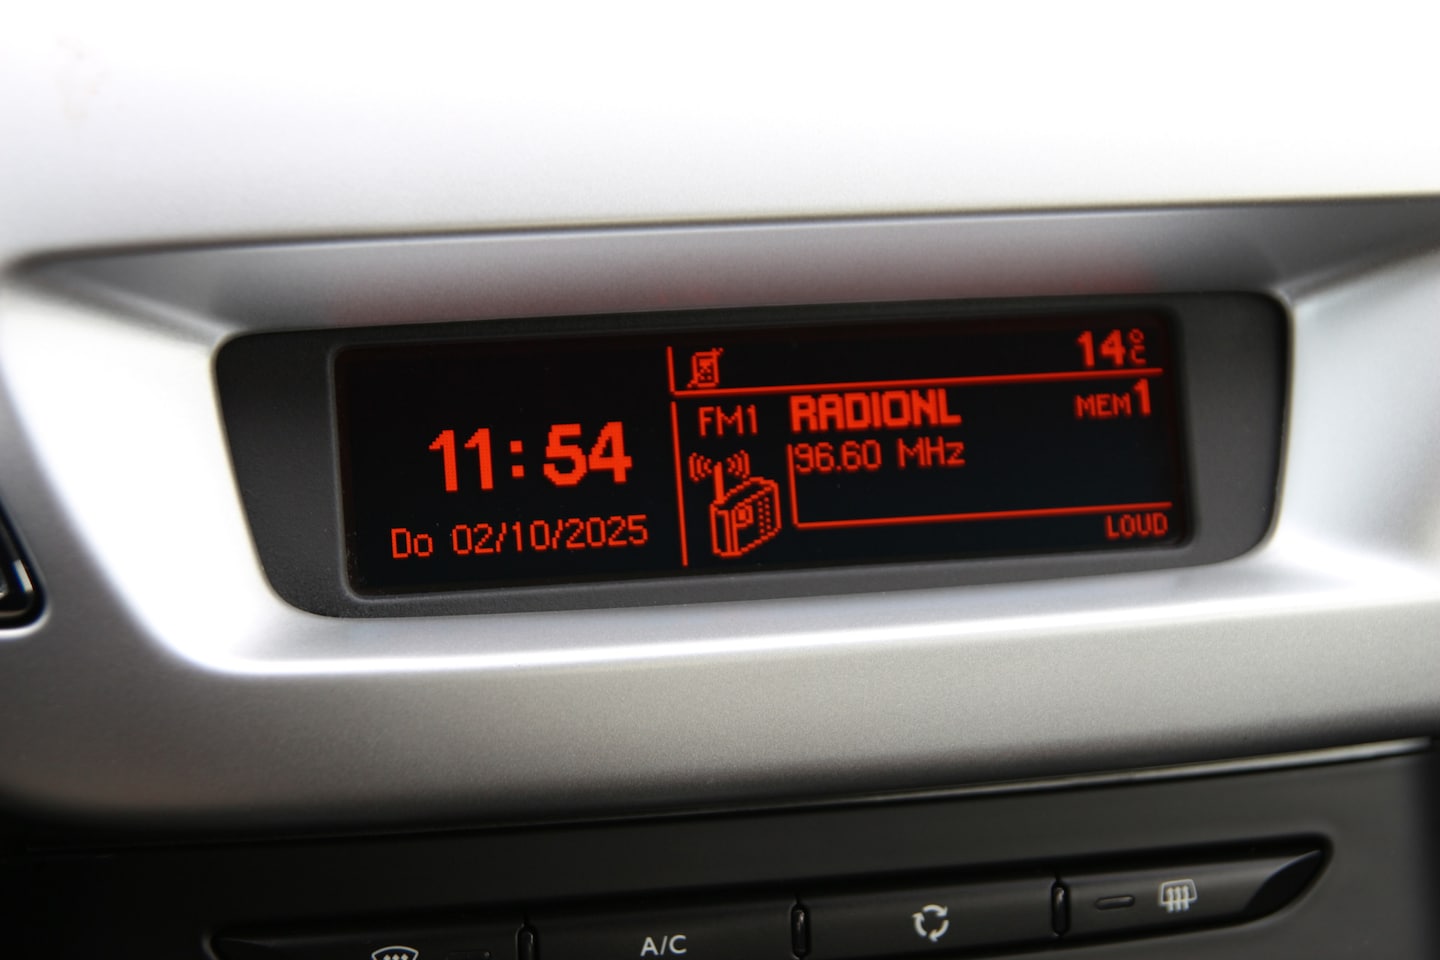 11:54
Do 02/10/2025
14°C
FM1 RADIONL MEM1
96.60 MHz
LOUD
A/C